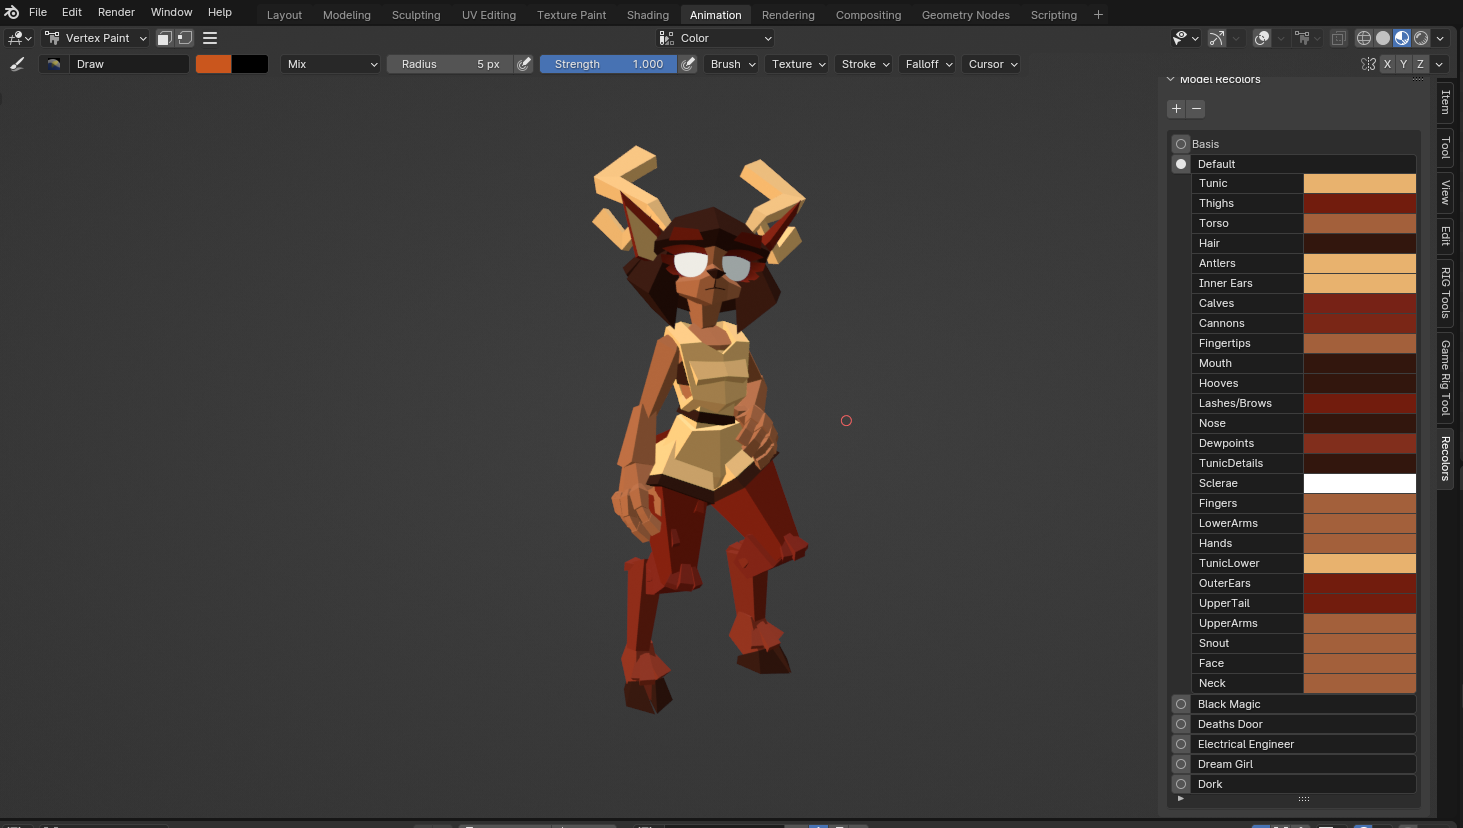 File Edit Render Window Help Layout Modeling Sculpting UV Editing Texture Paint Shading Animation Rendering Compositing Geometry Nodes Scripting +
Vertex Paint Color
Draw Mix Radius 5 px Strength 1.000 Brush Texture Stroke Falloff Cursor X Y Z
Model Recolors
+ −
Basis
Default
Tunic
Thighs
Torso
Hair
Antlers
Inner Ears
Calves
Cannons
Fingertips
Mouth
Hooves
Lashes/Brows
Nose
Dewpoints
TunicDetails
Sclerae
Fingers
LowerArms
Hands
TunicLower
OuterEars
UpperTail
UpperArms
Snout
Face
Neck
Black Magic
Deaths Door
Electrical Engineer
Dream Girl
Dork
Item
Tool
View
Edit
RIG Tools
Game Rig Tool
Recolors